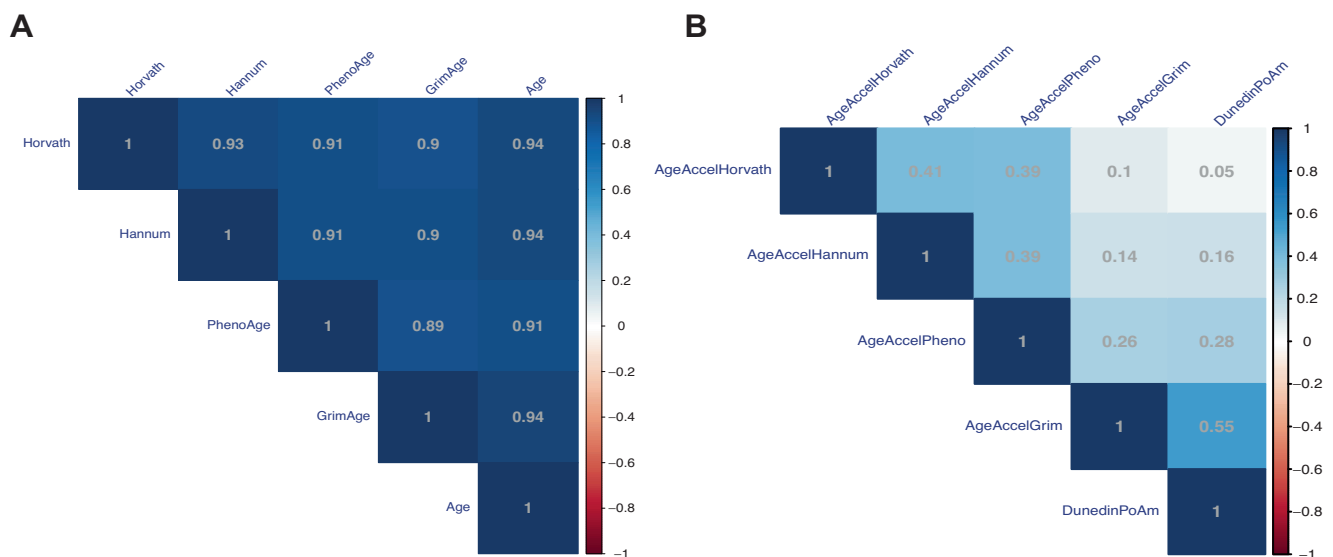 A
Horvath Hannum PhenoAge GrimAge Age
Horvath 1 0.93 0.91 0.9 0.94
Hannum 1 0.91 0.9 0.94
PhenoAge 1 0.89 0.91
GrimAge 1 0.94
Age 1
1
0.8
0.6
0.4
0.2
0
−0.2
−0.4
−0.6
−0.8
−1
B
AgeAccelHorvath AgeAccelHannum AgeAccelPheno AgeAccelGrim DunedinPoAm
AgeAccelHorvath 1 0.41 0.39 0.1 0.05
AgeAccelHannum 1 0.39 0.14 0.16
AgeAccelPheno 1 0.26 0.28
AgeAccelGrim 1 0.55
DunedinPoAm 1
1
0.8
0.6
0.4
0.2
0
−0.2
−0.4
−0.6
−0.8
−1